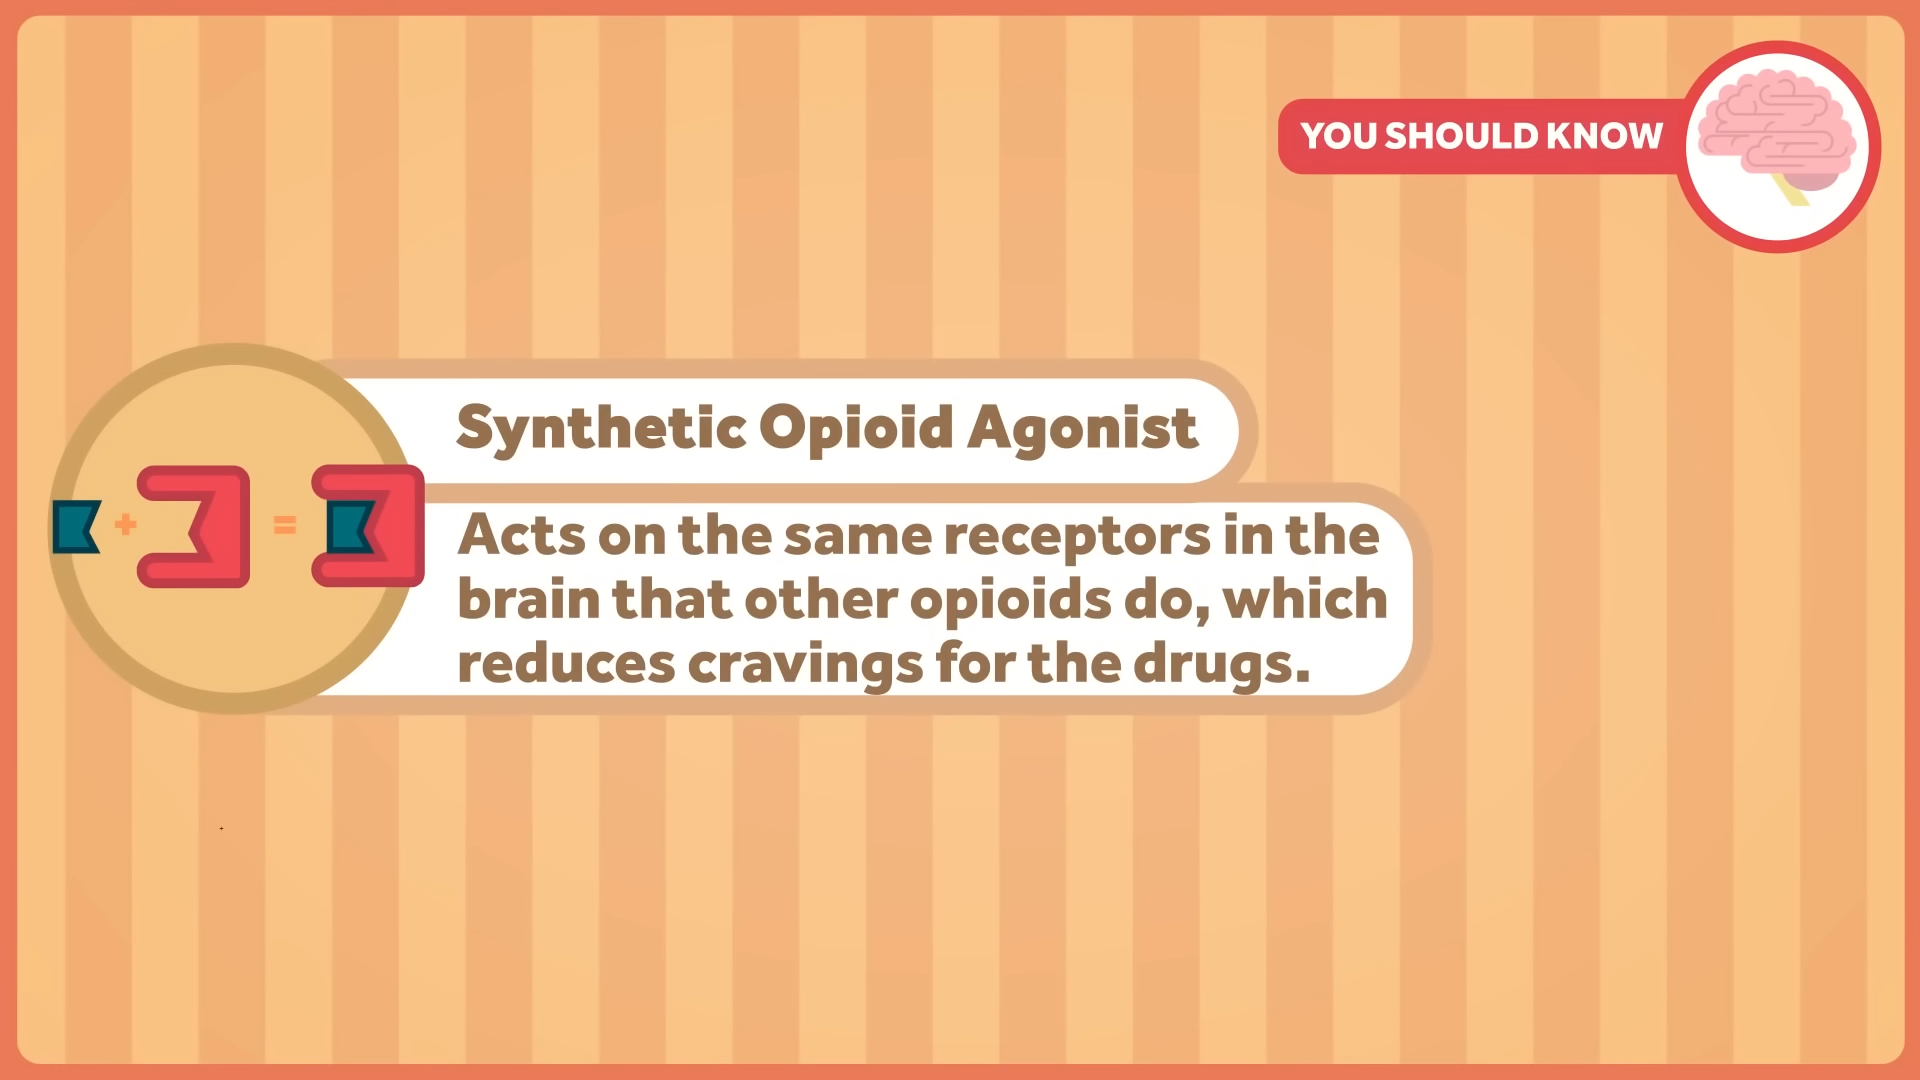 YOU SHOULD KNOW
Synthetic Opioid Agonist
Acts on the same receptors in the
brain that other opioids do, which
reduces cravings for the drugs.